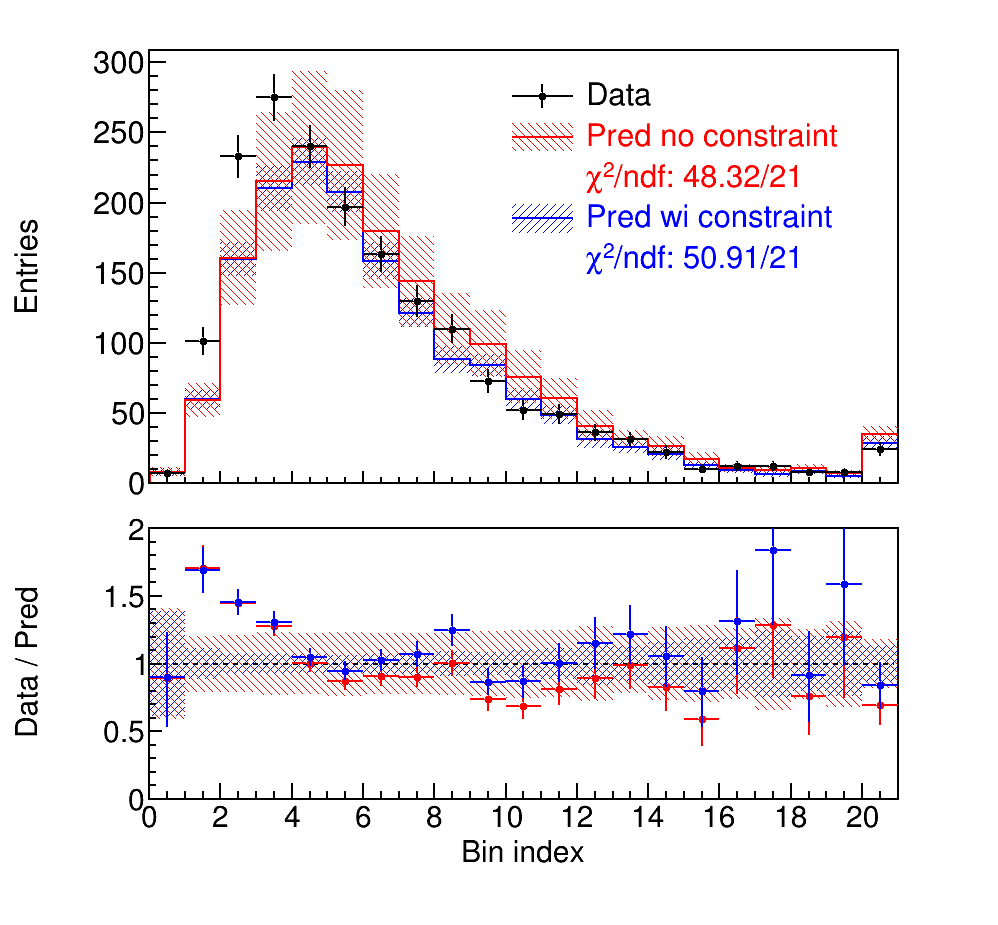 Entries
300
250
200
150
100
50
0
Data
Pred no constraint
χ²/ndf: 48.32/21
Pred wi constraint
χ²/ndf: 50.91/21
Data / Pred
2
1.5
1
0.5
0
0 2 4 6 8 10 12 14 16 18 20
Bin index